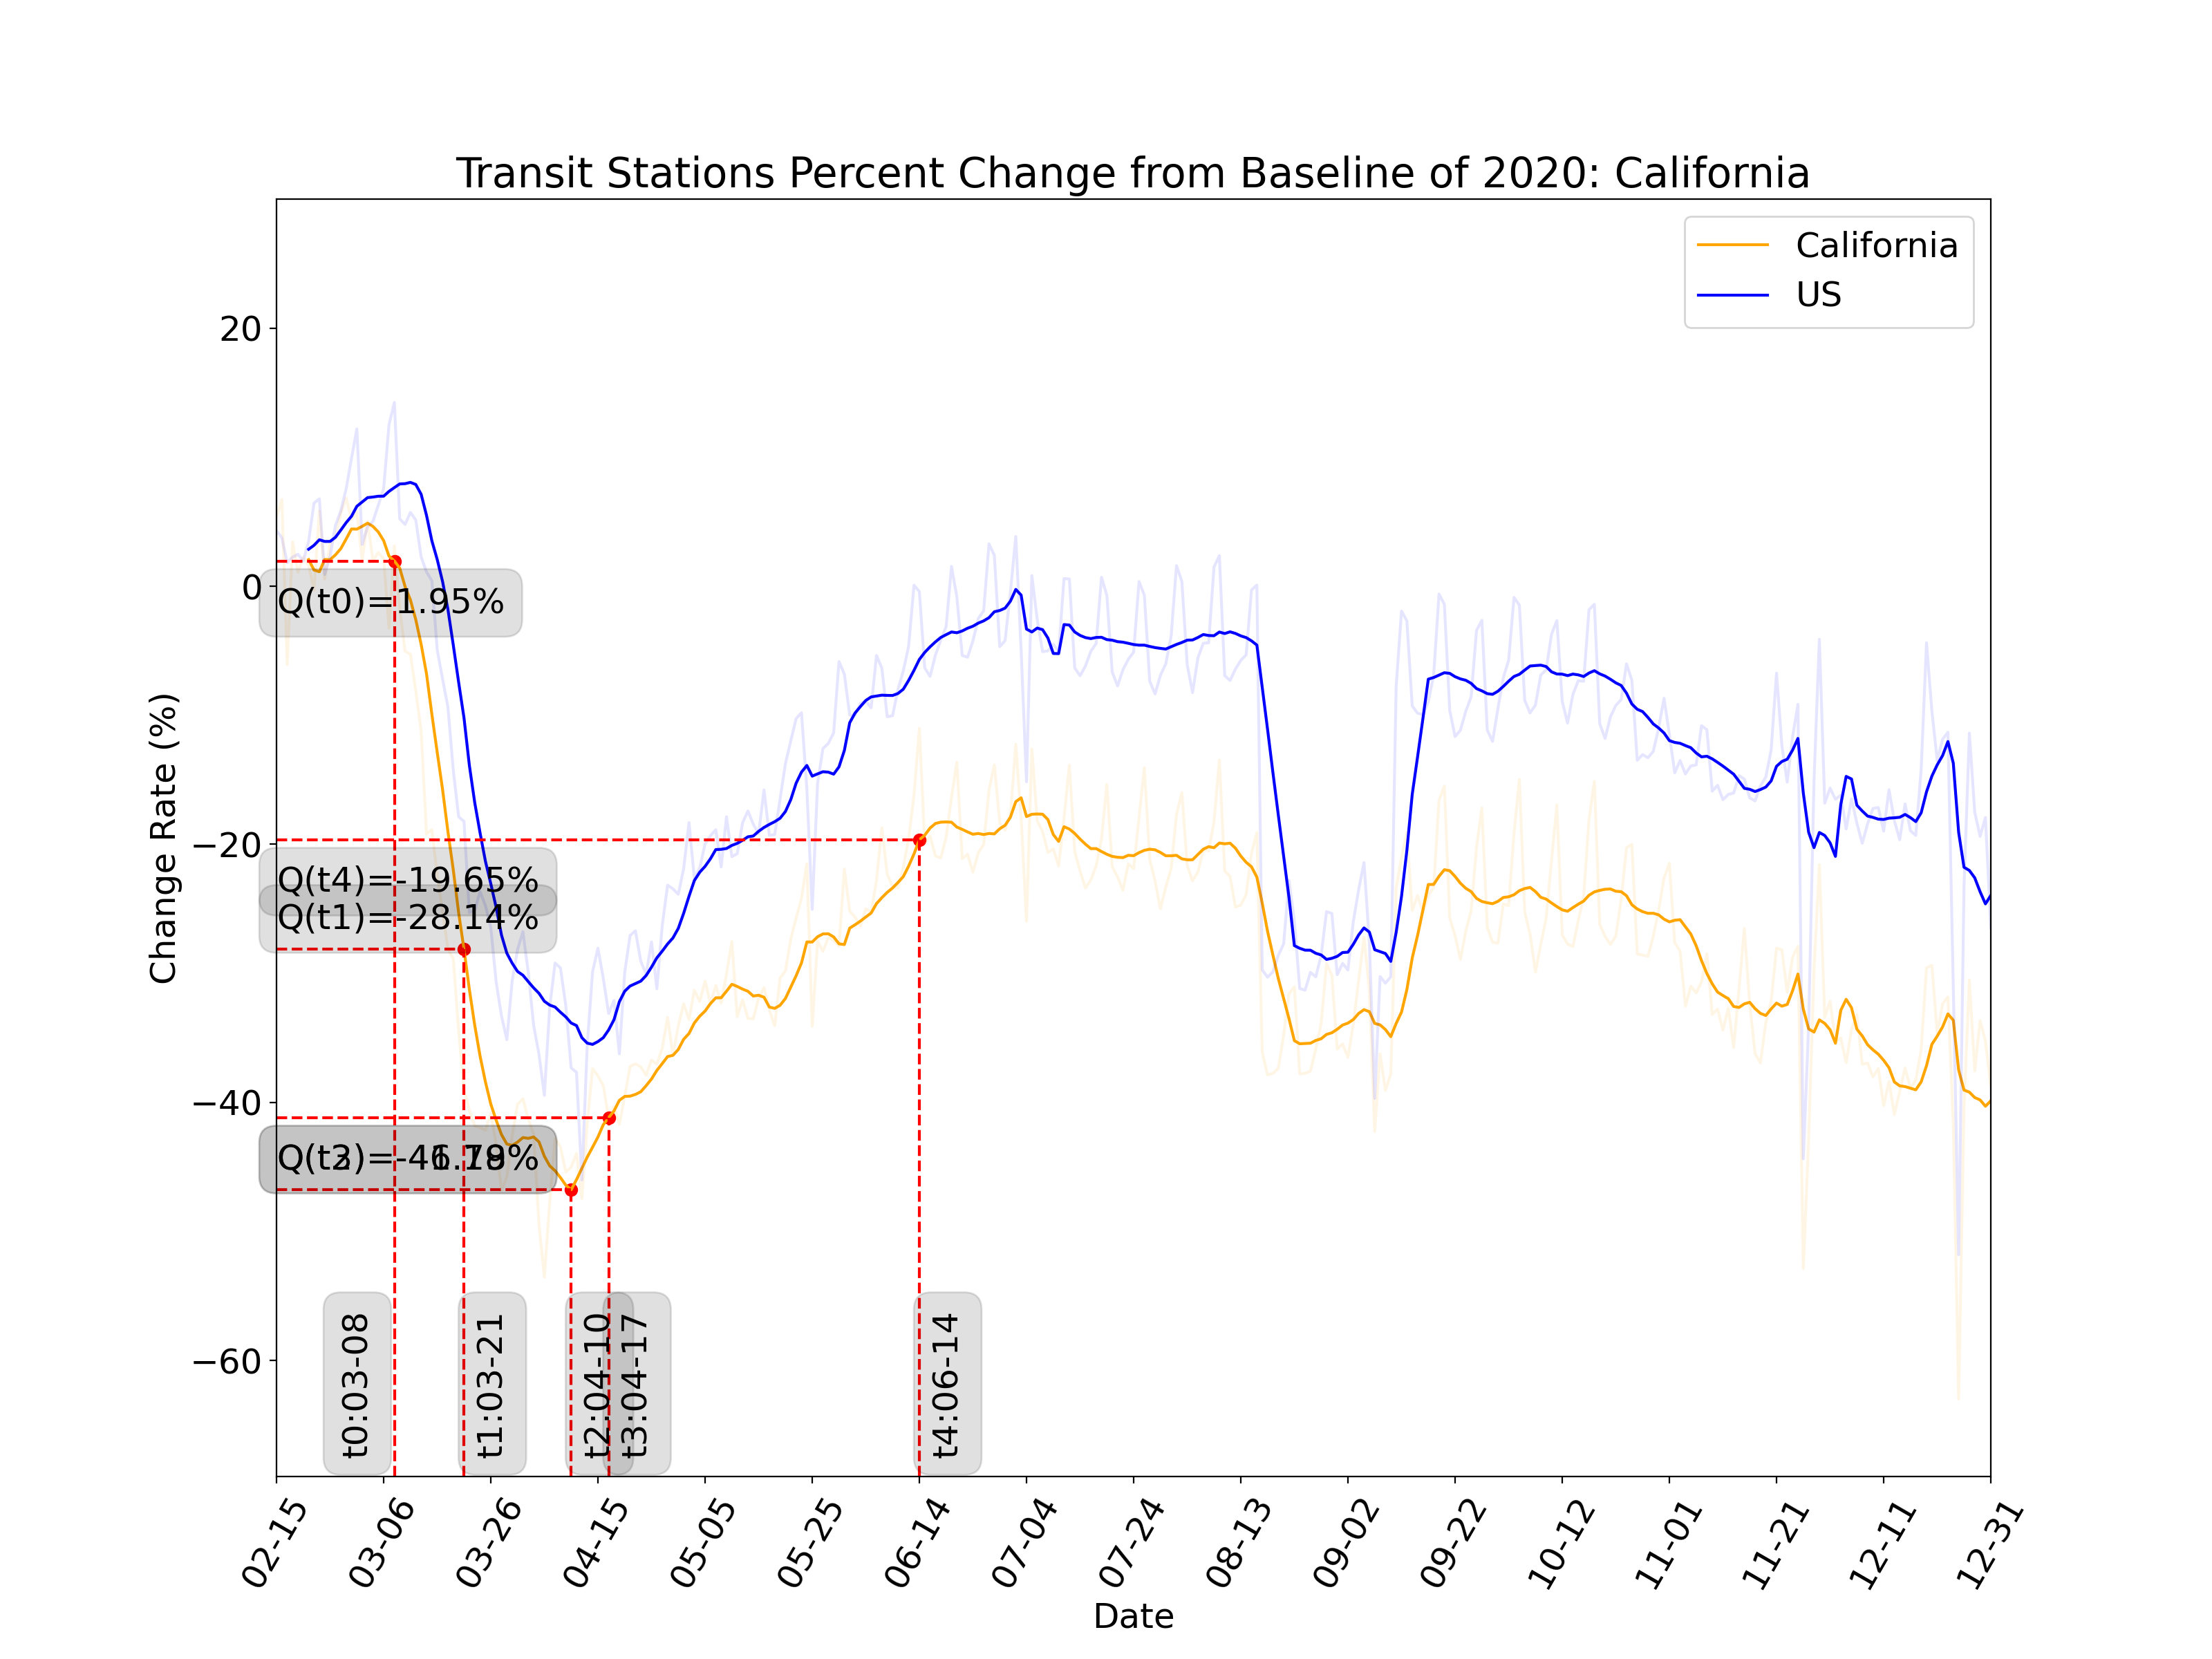 Transit Stations Percent Change from Baseline of 2020: California
California
US
Change Rate (%)
20
0
−20
−40
−60
Q(t0)=1.95%
Q(t4)=-19.65%
Q(t1)=-28.14%
t0:03-08
t1:03-21
t2:04-10
t3:04-17
t4:06-14
02-15
03-06
03-26
04-15
05-05
05-25
06-14
07-04
07-24
08-13
09-02
09-22
10-12
11-01
11-21
12-11
12-31
Date